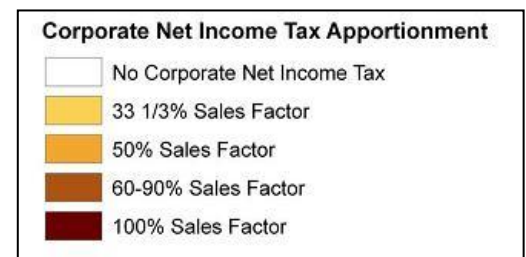 Corporate Net Income Tax Apportionment
No Corporate Net Income Tax
33 1/3% Sales Factor
50% Sales Factor
60-90% Sales Factor
100% Sales Factor